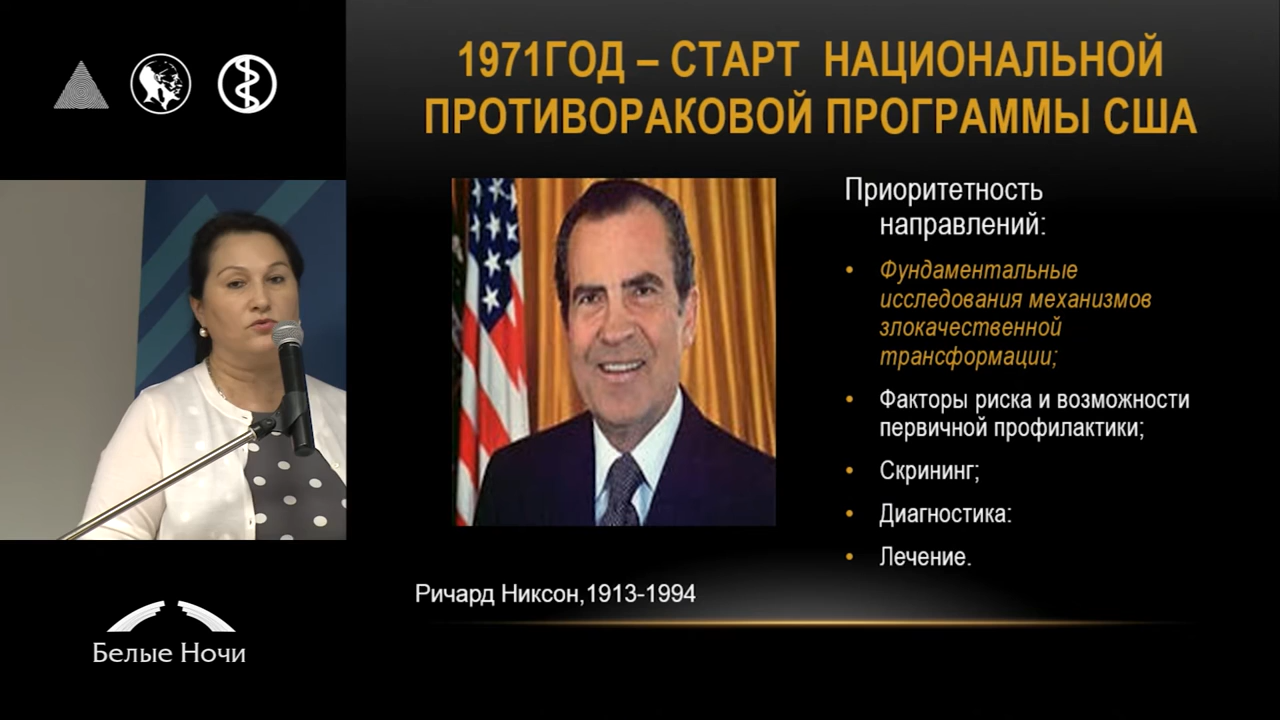 1971ГОД – СТАРТ НАЦИОНАЛЬНОЙ
ПРОТИВОРАКОВОЙ ПРОГРАММЫ США
Приоритетность
направлений:
• Фундаментальные
исследования механизмов
злокачественной
трансформации;
• Факторы риска и возможности
первичной профилактики;
• Скрининг;
• Диагностика:
• Лечение.
Ричард Никсон,1913-1994
Белые Ночи